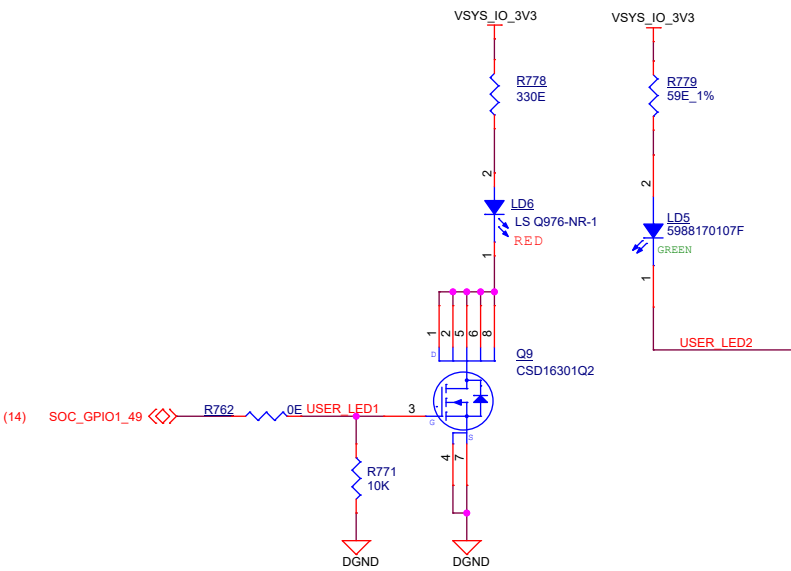 VSYS_IO_3V3
VSYS_IO_3V3
R778
330E
R779
59E_1%
2
2
LD6
LS Q976-NR-1
RED
LD5
5988170107F
GREEN
1
1
1
2
5
6
8
USER_LED2
D
Q9
CSD16301Q2
(14)
SOC_GPIO1_49
R762
0E
USER_LED1
3
G
S
4
7
R771
10K
DGND
DGND